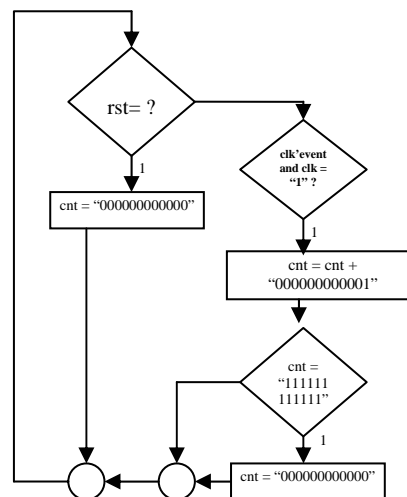 rst= ?
1
cnt = “000000000000”
clk’event
and clk =
“1” ?
1
cnt = cnt +
“000000000001”
cnt =
“111111
111111”
1
cnt = “000000000000”